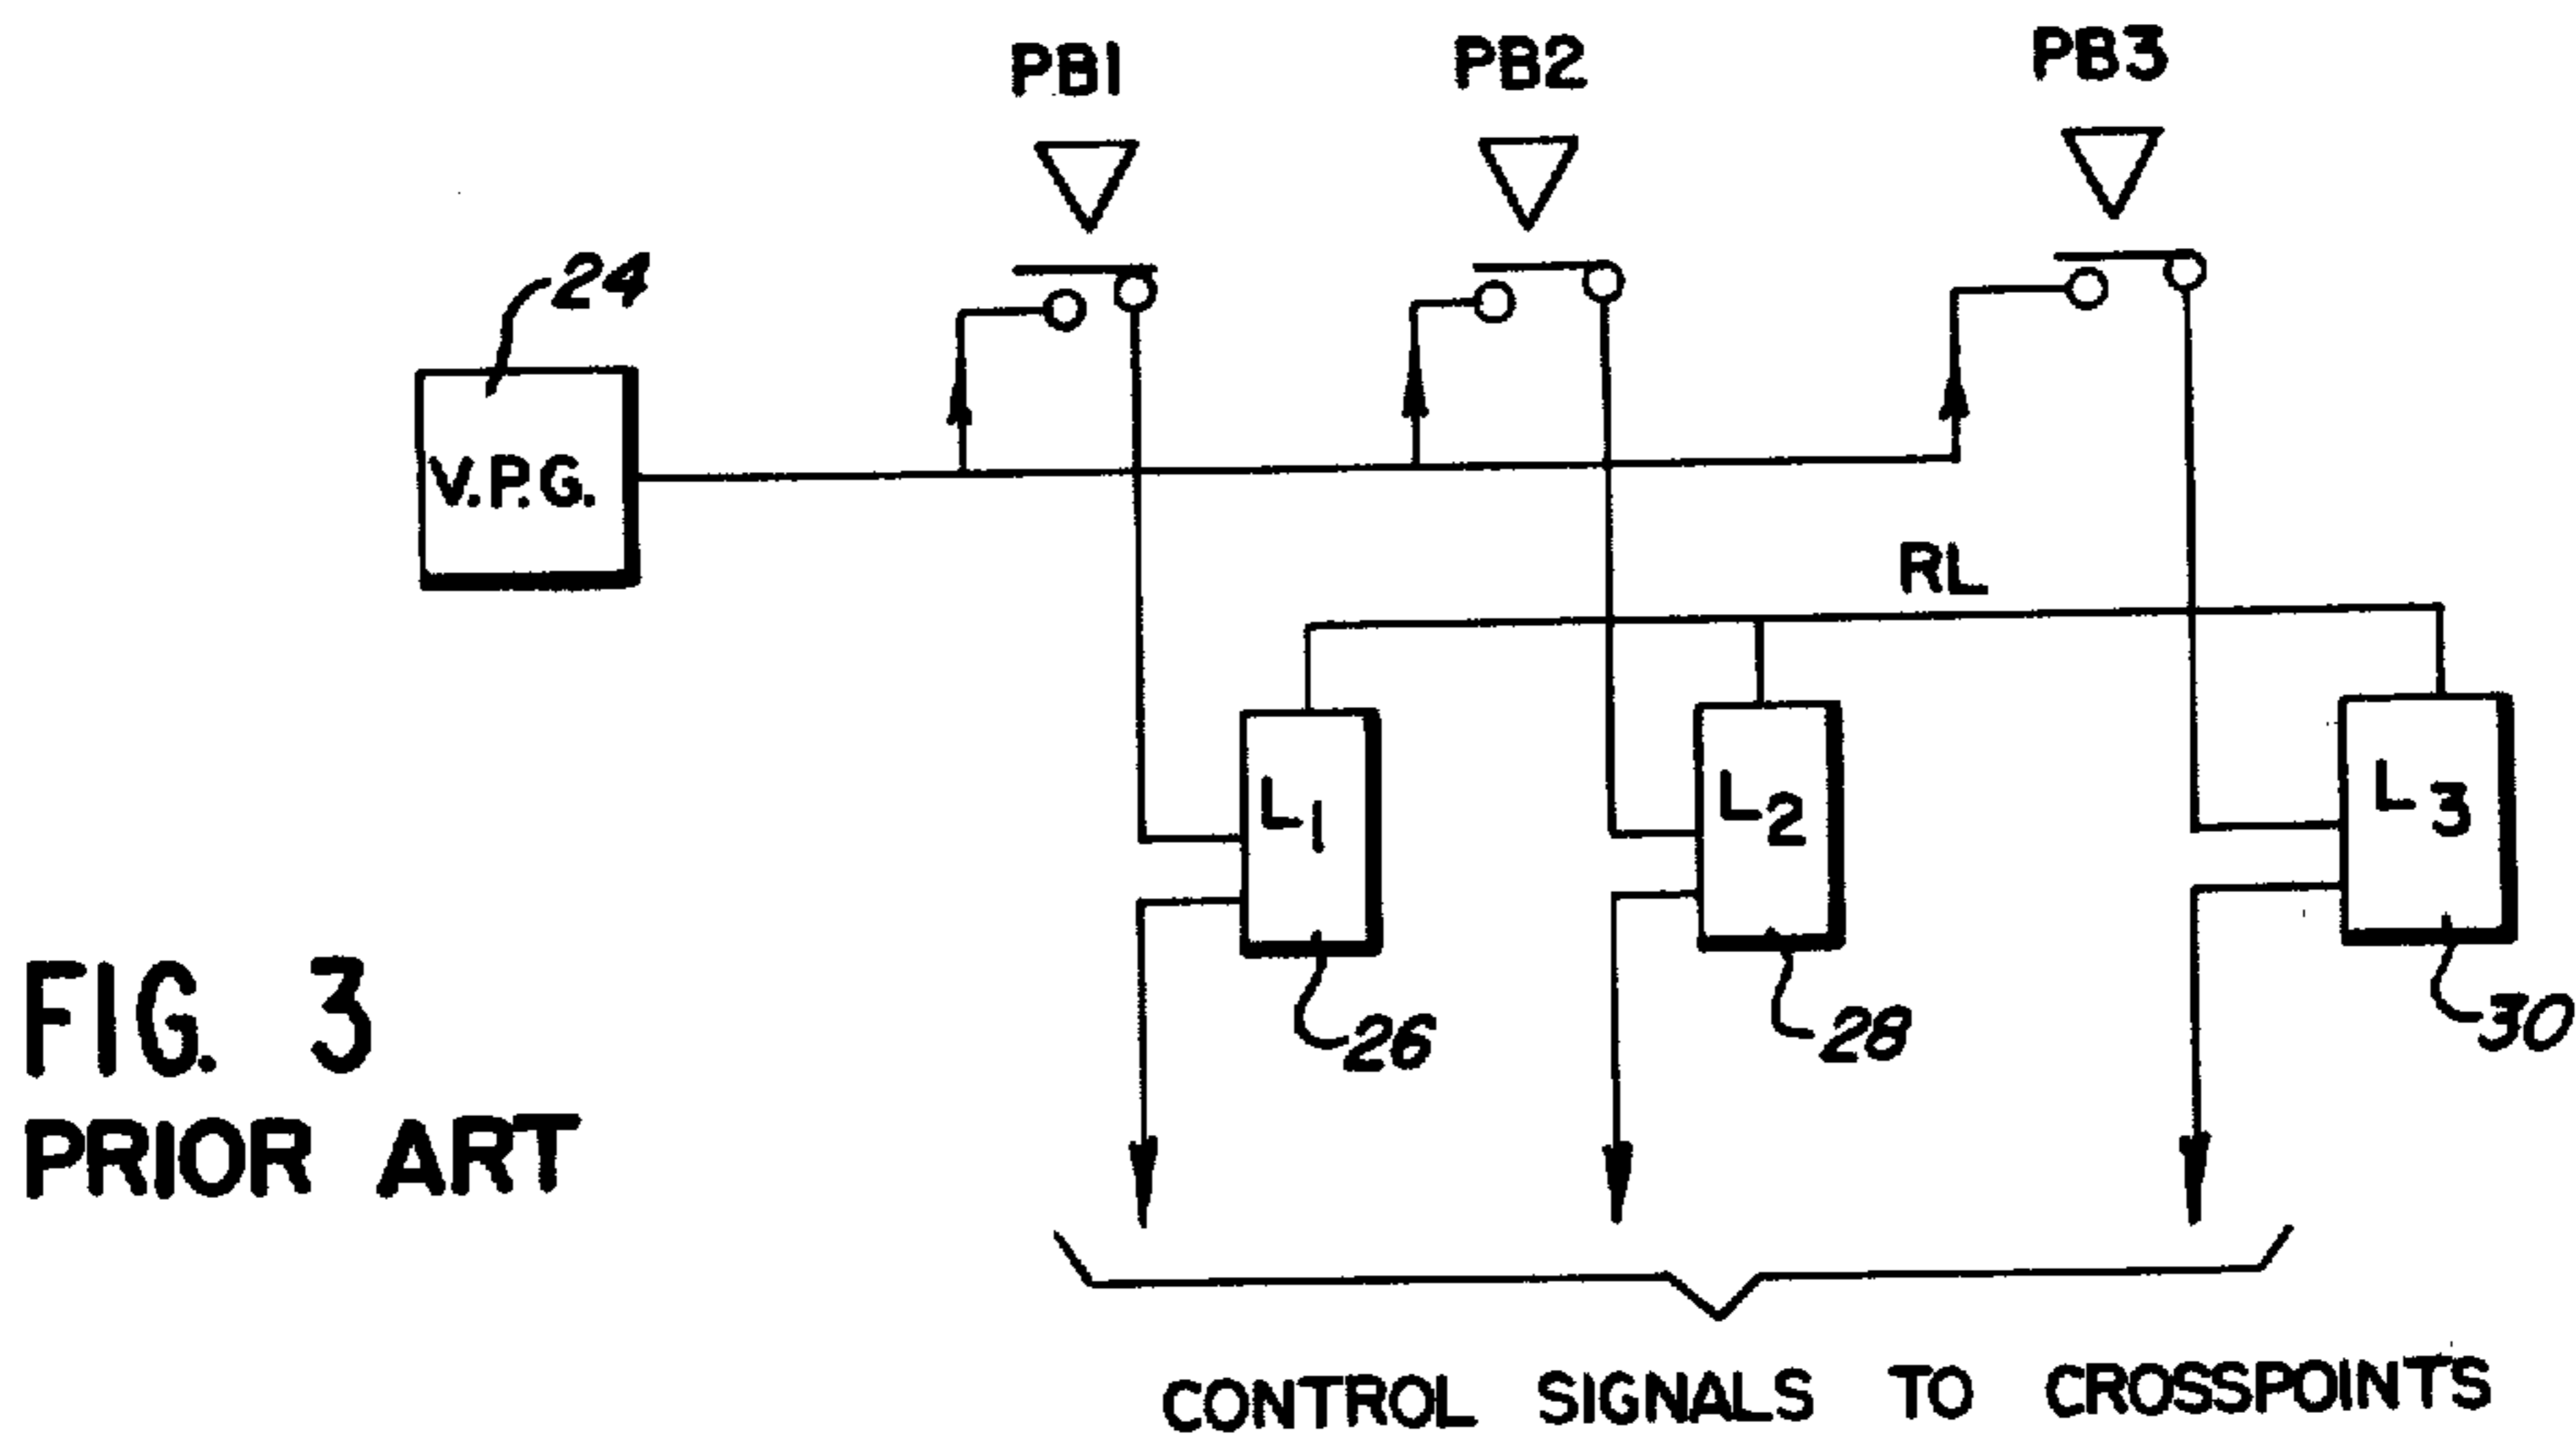 PB1
PB2
PB3
24
V.P.G.
RL
L1
L2
L3
26
28
30
FIG. 3
PRIOR ART
CONTROL SIGNALS TO CROSSPOINTS